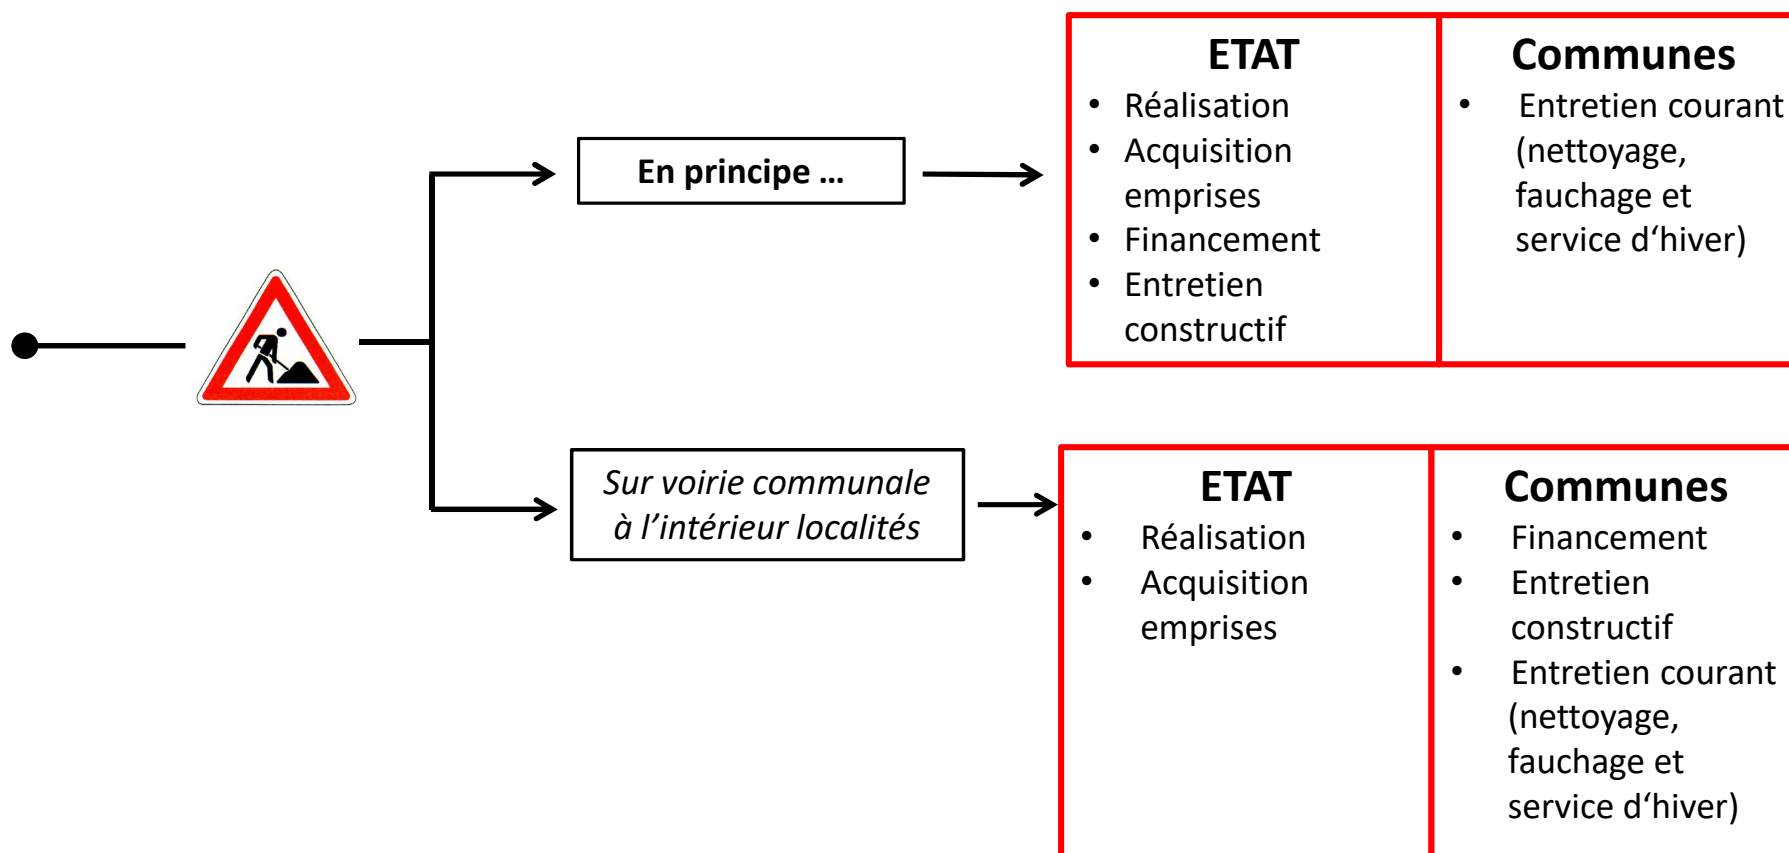 En principe …
ETAT
• Réalisation
• Acquisition
emprises
• Financement
• Entretien
constructif
Communes
• Entretien courant
(nettoyage,
fauchage et
service d‘hiver)
Sur voirie communale
à l’intérieur localités
ETAT
• Réalisation
• Acquisition
emprises
Communes
• Financement
• Entretien
constructif
• Entretien courant
(nettoyage,
fauchage et
service d‘hiver)